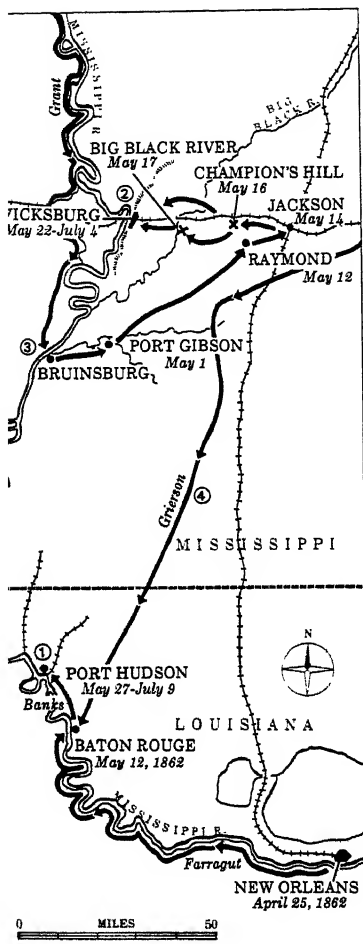 MISSISSIPPI R.
Grant
BIG BLACK R.
BIG BLACK RIVER
May 17
CHAMPION'S HILL
May 16
②
VICKSBURG
May 22-July 4
JACKSON
May 14
RAYMOND
May 12
③
PORT GIBSON
May 1
BRUINSBURG
Grierson
④
MISSISSIPPI
N
①
PORT HUDSON
May 27-July 9
Banks
LOUISIANA
BATON ROUGE
May 12, 1862
MISSISSIPPI R.
Farragut
NEW ORLEANS
April 25, 1862
0 MILES 50